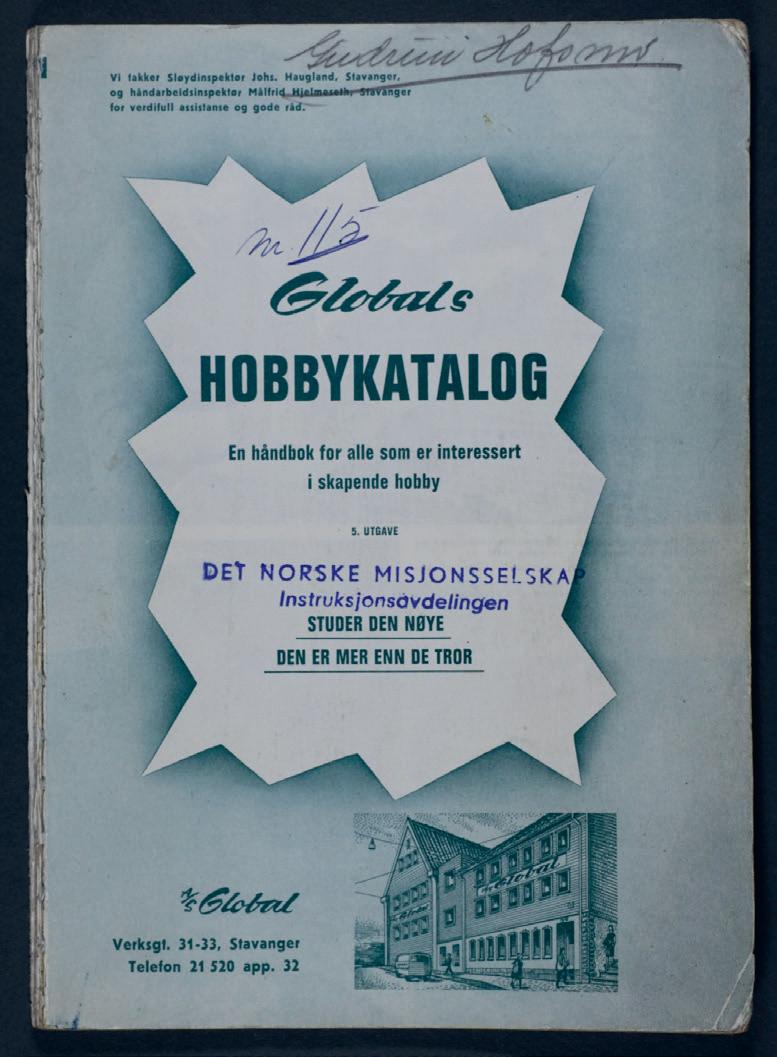 Gudrun
Vi takker Sløydinspektør Johs. Haugland, Stavanger,
og håndarbeidsinspektør Målfrid Hjelmeseth, Stavanger
for verdifull assistanse og gode råd.
nr. 115
Globals
HOBBYKATALOG
En håndbok for alle som er interessert
i skapende hobby
5. UTGAVE
DET NORSKE MISJONSSELSKAP
Instruksjonsavdelingen
STUDER DEN NØYE
DEN ER MER ENN DE TROR
A/S Global
Verksgt. 31-33, Stavanger
Telefon 21 520 app. 32
A/S Global
A/S Global